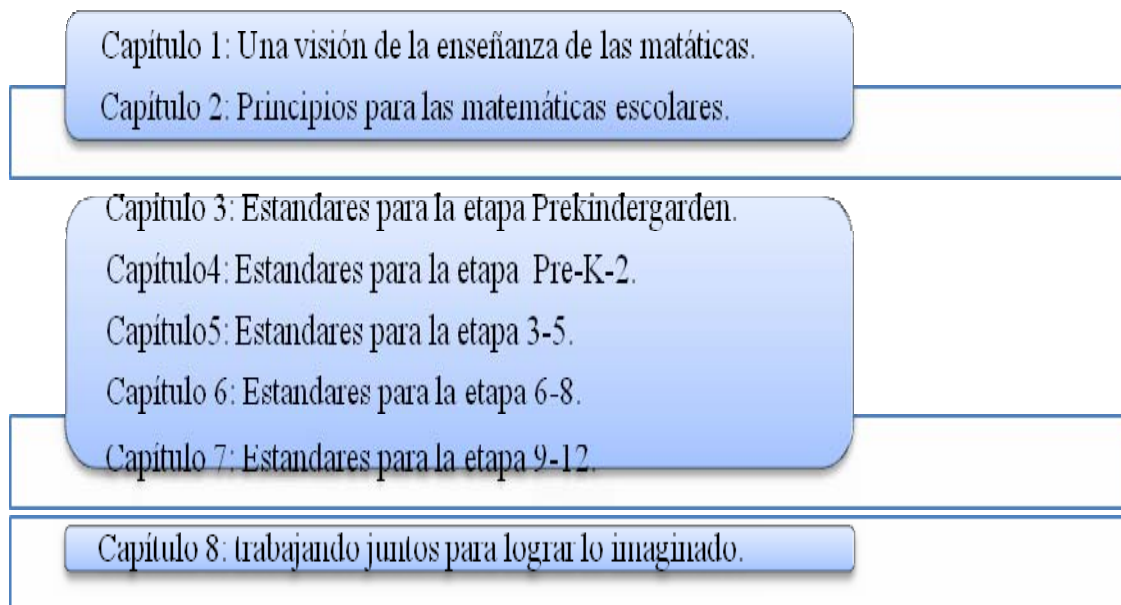 Capítulo 1: Una visión de la enseñanza de las matáticas.
Capítulo 2: Principios para las matemáticas escolares.
Capitulo 3: Estandares para la etapa Prekindergarden.
Capítulo4: Estandares para la etapa Pre-K-2.
Capítulo5: Estandares para la etapa 3-5.
Capítulo 6: Estandares para la etapa 6-8.
Capítulo 7: Estandares para la etapa 9-12.
Capítulo 8: trabajando juntos para lograr lo imaginado.